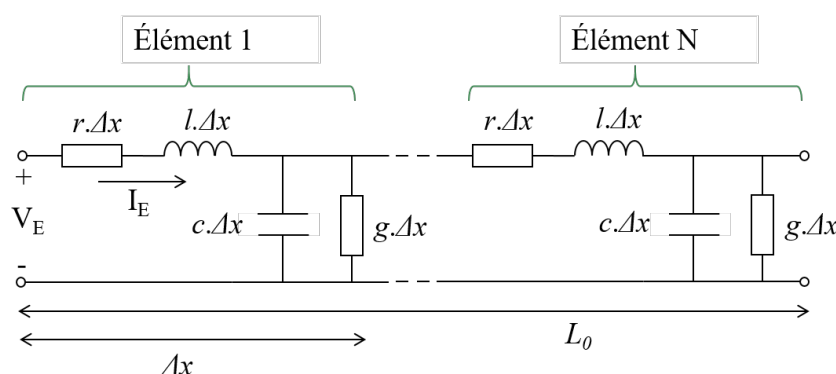 Élément 1
Élément N
r.Δx
l.Δx
r.Δx
l.Δx
+
I_E
V_E
c.Δx
g.Δx
c.Δx
g.Δx
-
L_0
Δx